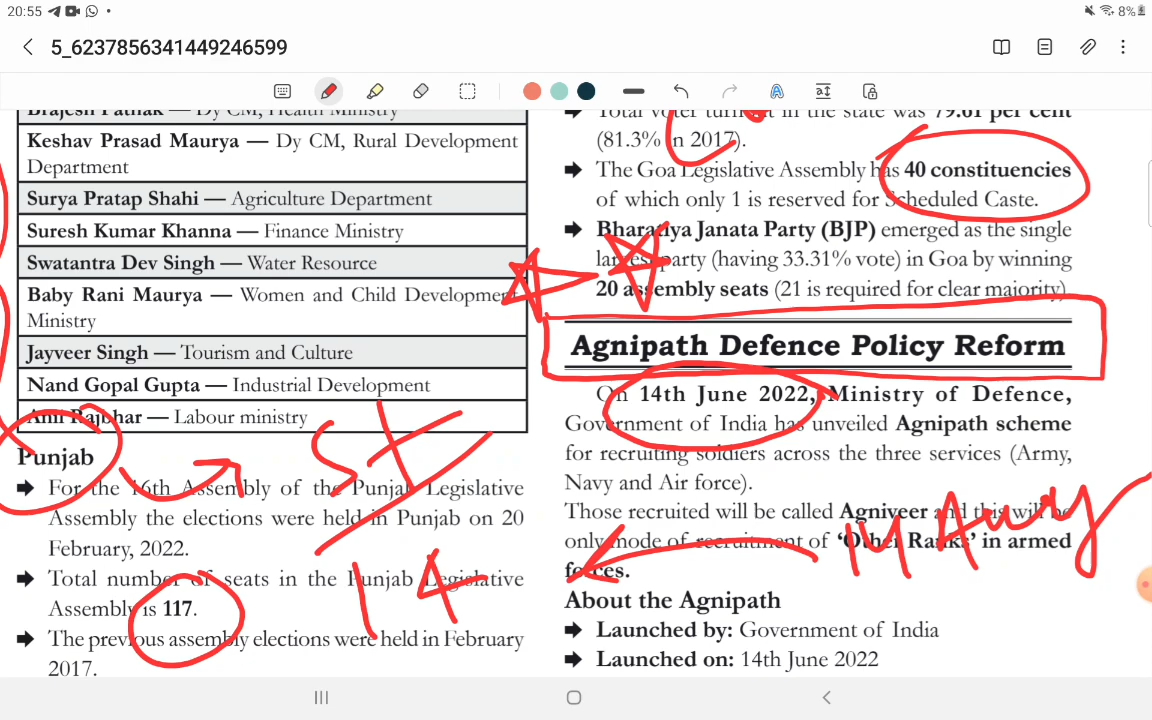 20:55
8%
5_6237856341449246599
Brajesh Pathak — Dy CM, Health Ministry
Keshav Prasad Maurya — Dy CM, Rural Development
Department
Surya Pratap Shahi — Agriculture Department
Suresh Kumar Khanna — Finance Ministry
Swatantra Dev Singh — Water Resource
Baby Rani Maurya — Women and Child Development
Ministry
Jayveer Singh — Tourism and Culture
Nand Gopal Gupta — Industrial Development
Anil Rajbhar — Labour ministry
Punjab
➔ For the 16th Assembly of the Punjab Legislative
Assembly the elections were held in Punjab on 20
February, 2022.
➔ Total number of seats in the Punjab Legislative
Assembly is 117.
➔ The previous assembly elections were held in February
2017.
14
➔ Total voter turnout in the state was 79.61 per cent
(81.3% in 2017).
➔ The Goa Legislative Assembly has 40 constituencies
of which only 1 is reserved for Scheduled Caste.
➔ Bharatiya Janata Party (BJP) emerged as the single
largest party (having 33.31% vote) in Goa by winning
20 assembly seats (21 is required for clear majority)
Agnipath Defence Policy Reform
On 14th June 2022, Ministry of Defence,
Government of India has unveiled Agnipath scheme
for recruiting soldiers across the three services (Army,
Navy and Air force).
Those recruited will be called Agniveer and this will be
only mode of recruitment of 'Other Ranks' in armed
forces.
About the Agnipath
➔ Launched by: Government of India
➔ Launched on: 14th June 2022